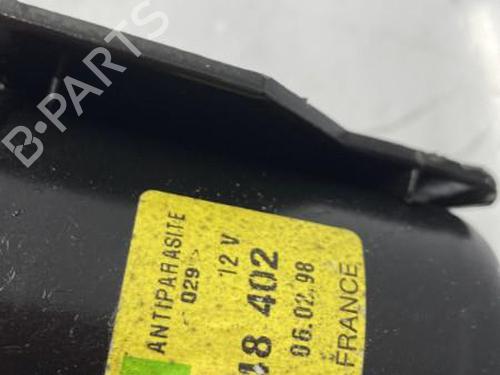 B-PARTS
ANTIPARASITE
029
12 V
48 402
06.02.98
FRANCE